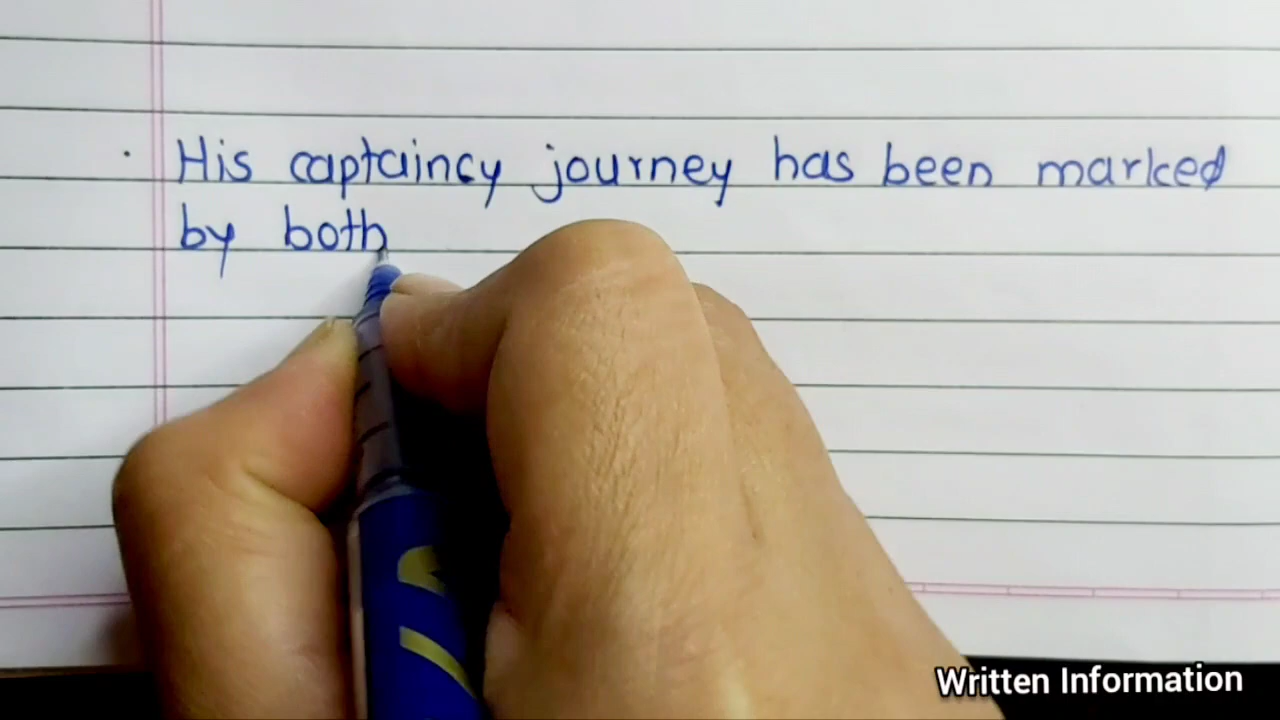 · His captaincy journey has been marked
by both
Written Information